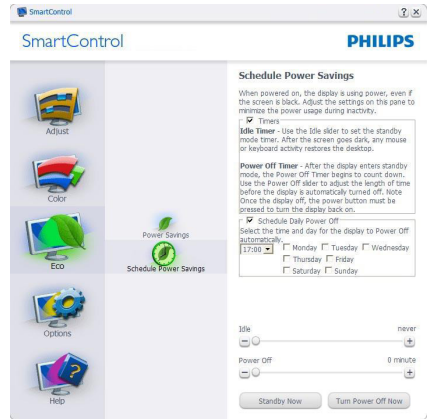 SmartControl
SmartControl
PHILIPS
Adjust
Color
Eco
Options
Help
Power Savings
Schedule Power Savings
Schedule Power Savings
When powered on, the display is using power, even if
the screen is black. Adjust the settings on this pane to
minimize the power usage during inactivity.
Timers
Idle Timer - Use the Idle slider to set the standby
mode timer. After the screen goes dark, any mouse
or keyboard activity restores the desktop.
Power Off Timer - After the display enters standby
mode, the Power Off Timer begins to count down.
Use the Power Off slider to adjust the length of time
before the display is automatically turned off. Note
Once the display off, the power button must be
pressed to turn the display back on.
Schedule Daily Power Off
Select the time and day for the display to Power Off
automatically.
17:00 Monday Tuesday Wednesday
Thursday Friday
Saturday Sunday
Idle never
Power Off 0 minute
Standby Now Turn Power Off Now